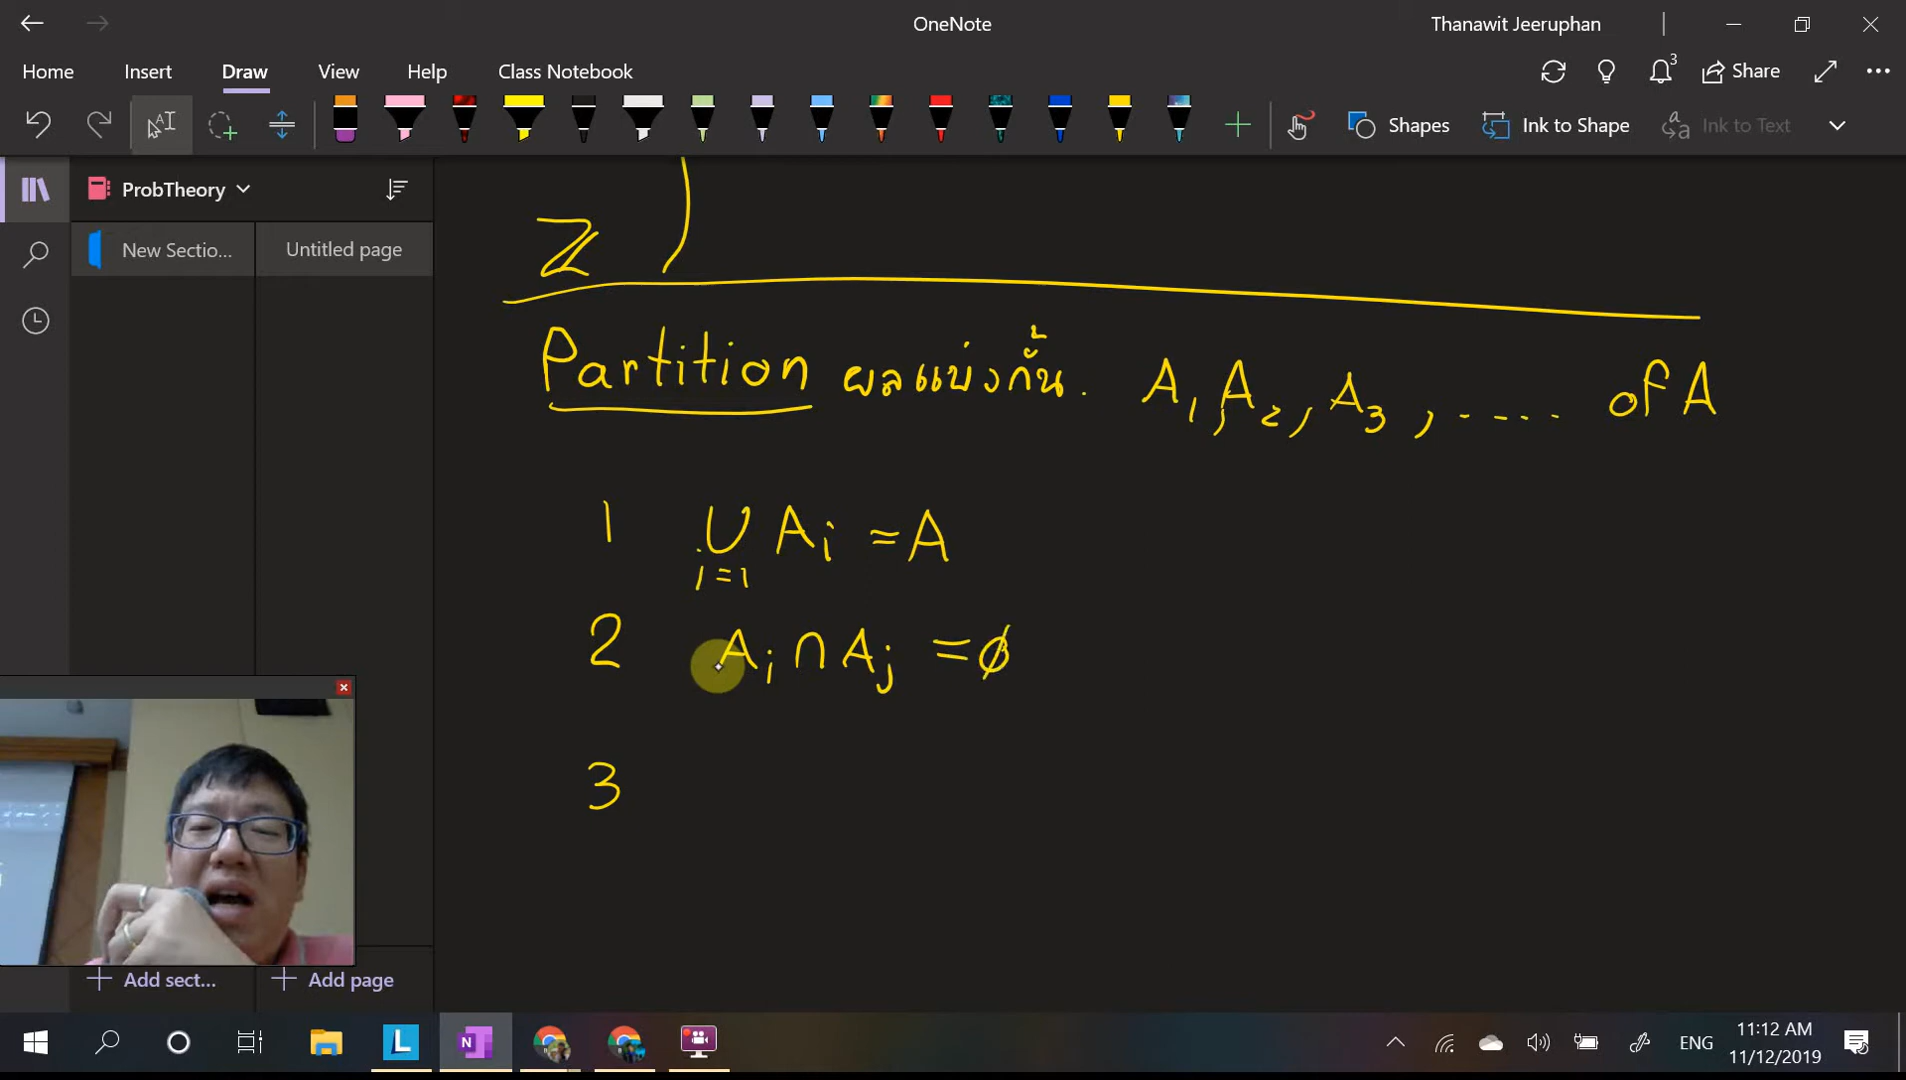 OneNote
Thanawit Jeeruphan
Home Insert Draw View Help Class Notebook
3
Share
Shapes Ink to Shape Ink to Text
ProbTheory
New Sectio... Untitled page
Z )
Partition ผลแบ่งกั้น. A₁, A₂, A₃, ..... of A
1 ∪ Ai = A
i=1
2 Ai ∩ Aj = ∅
3
Add sect... Add page
ENG
11:12 AM
11/12/2019